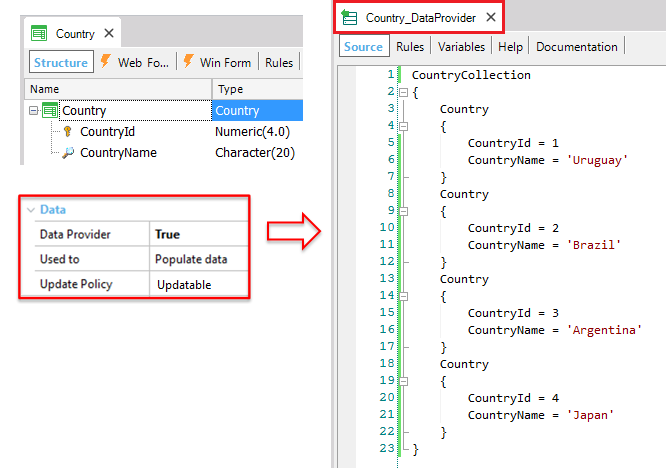 Country
Structure
Web Fo...
Win Form
Rules
Name Type
Country Country
CountryId Numeric(4.0)
CountryName Character(20)
Data
Data Provider True
Used to Populate data
Update Policy Updatable
Country_DataProvider
Source Rules Variables Help Documentation
1 CountryCollection
2 {
3 Country
4 {
5 CountryId = 1
6 CountryName = 'Uruguay'
7 }
8 Country
9 {
10 CountryId = 2
11 CountryName = 'Brazil'
12 }
13 Country
14 {
15 CountryId = 3
16 CountryName = 'Argentina'
17 }
18 Country
19 {
20 CountryId = 4
21 CountryName = 'Japan'
22 }
23 }